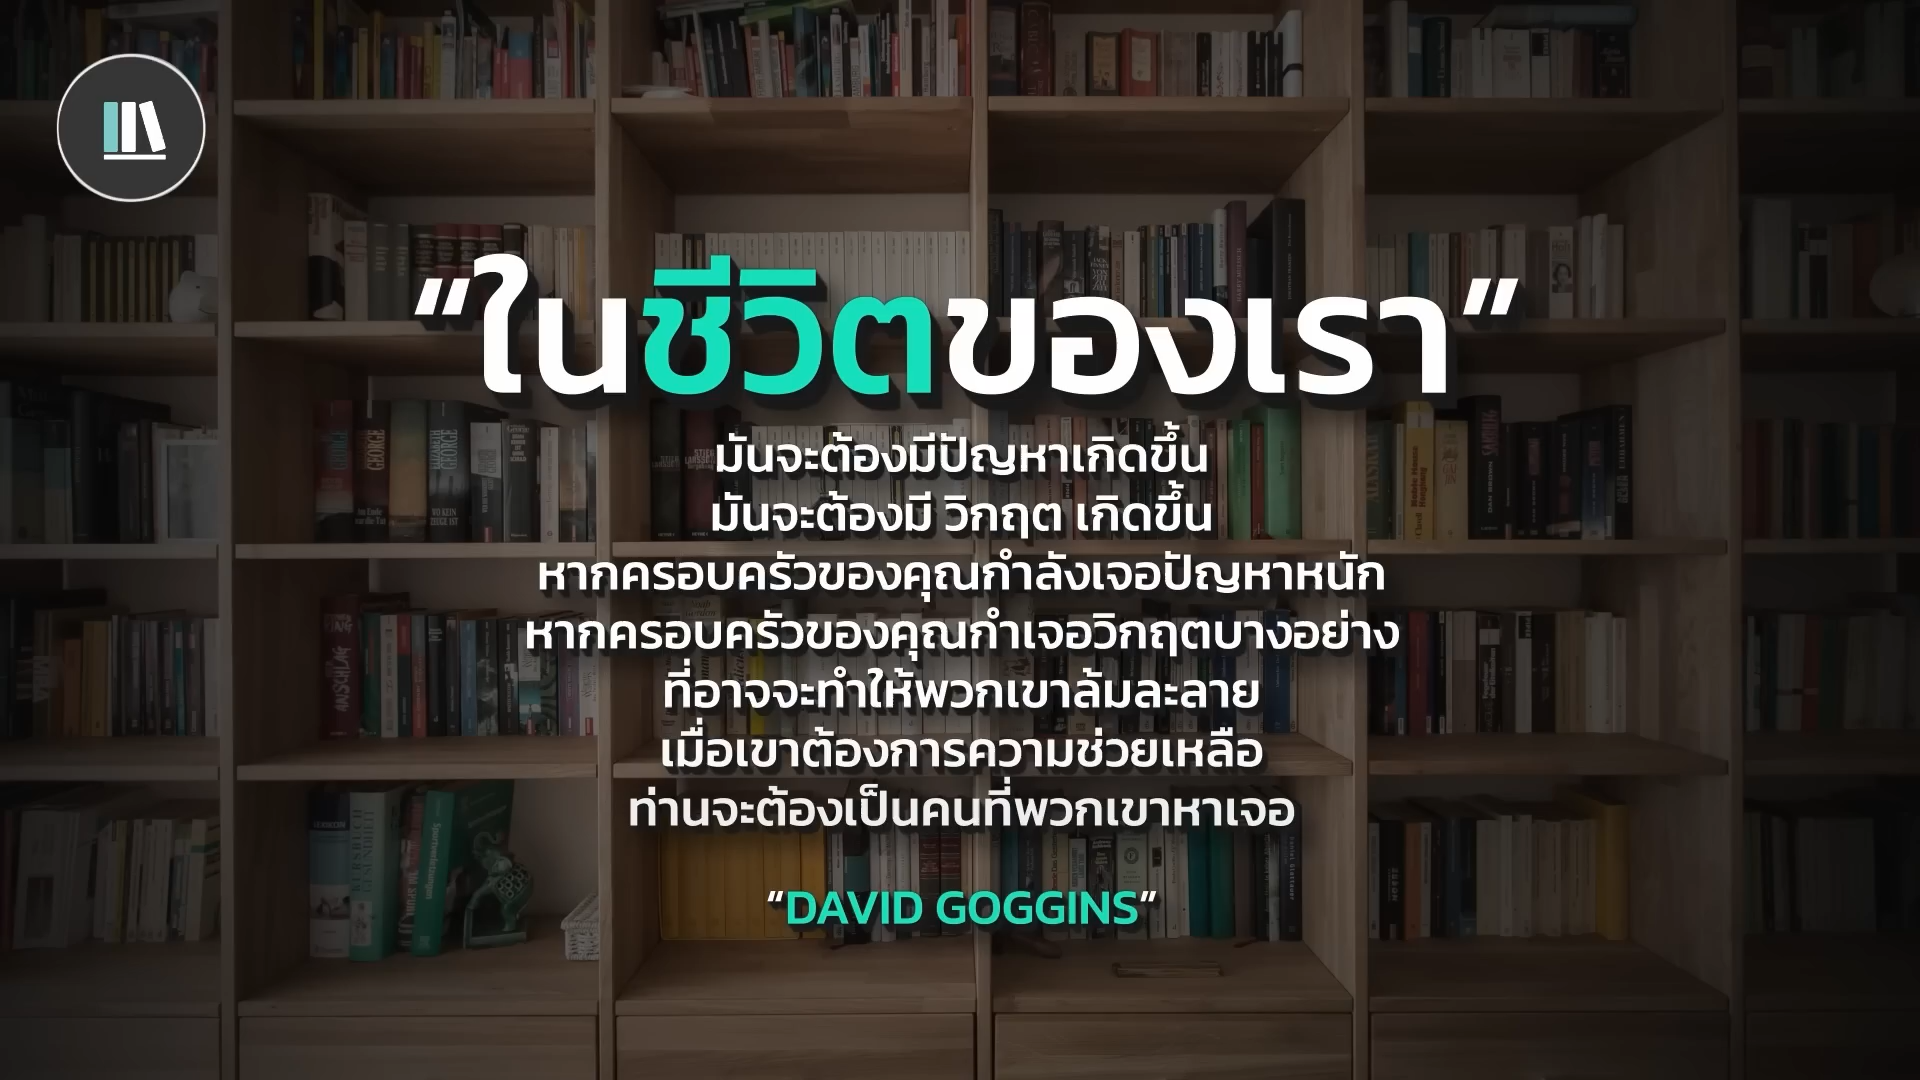 “ในชีวิตของเรา”
มันจะต้องมีปัญหาเกิดขึ้น
มันจะต้องมี วิกฤต เกิดขึ้น
หากครอบครัวของคุณกำลังเจอปัญหาหนัก
หากครอบครัวของคุณกำเจอวิกฤตบางอย่าง
ที่อาจจะทำให้พวกเขาล้มละลาย
เมื่อเขาต้องการความช่วยเหลือ
ท่านจะต้องเป็นคนที่พวกเขาหาเจอ
“DAVID GOGGINS”